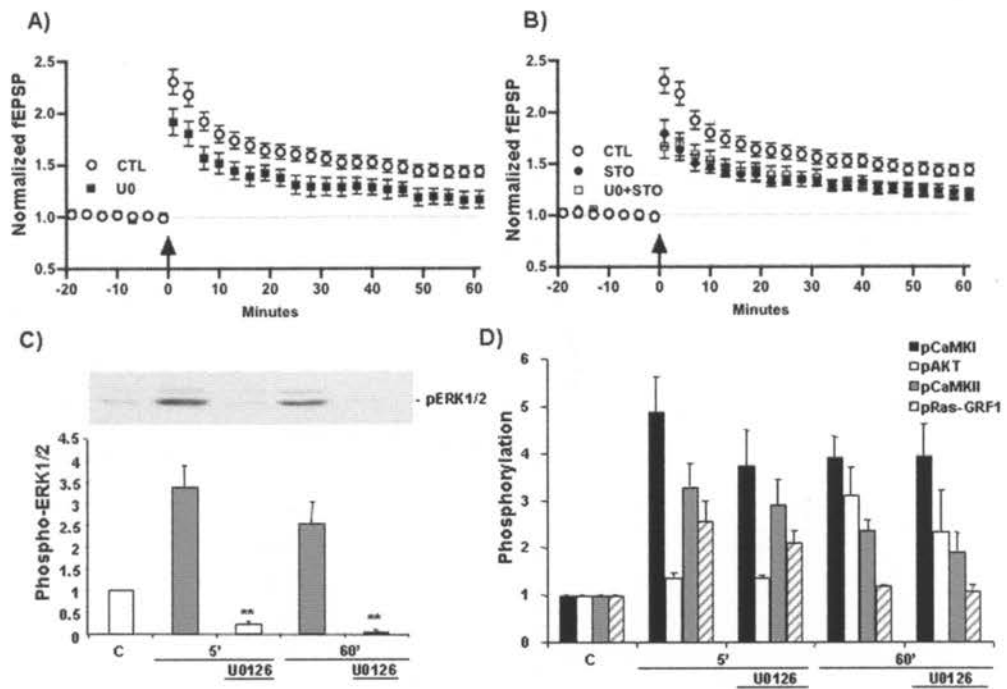 A)
Normalized fEPSP
2.5
2.0
1.5
1.0
0.5
CTL
U0
-20 -10 0 10 20 30 40 50 60
Minutes
B)
Normalized fEPSP
2.5
2.0
1.5
1.0
0.5
CTL
STO
U0+STO
-20 -10 0 10 20 30 40 50 60
Minutes
C)
- pERK1/2
Phospho-ERK1/2
4.5
4
3.5
3
2.5
2
1.5
1
0.5
0
**
**
C 5' 60'
U0126 U0126
D)
pCaMKI
pAKT
pCaMKII
pRas-GRF1
Phosphorylation
6
5
4
3
2
1
0
C 5' 60'
U0126 U0126